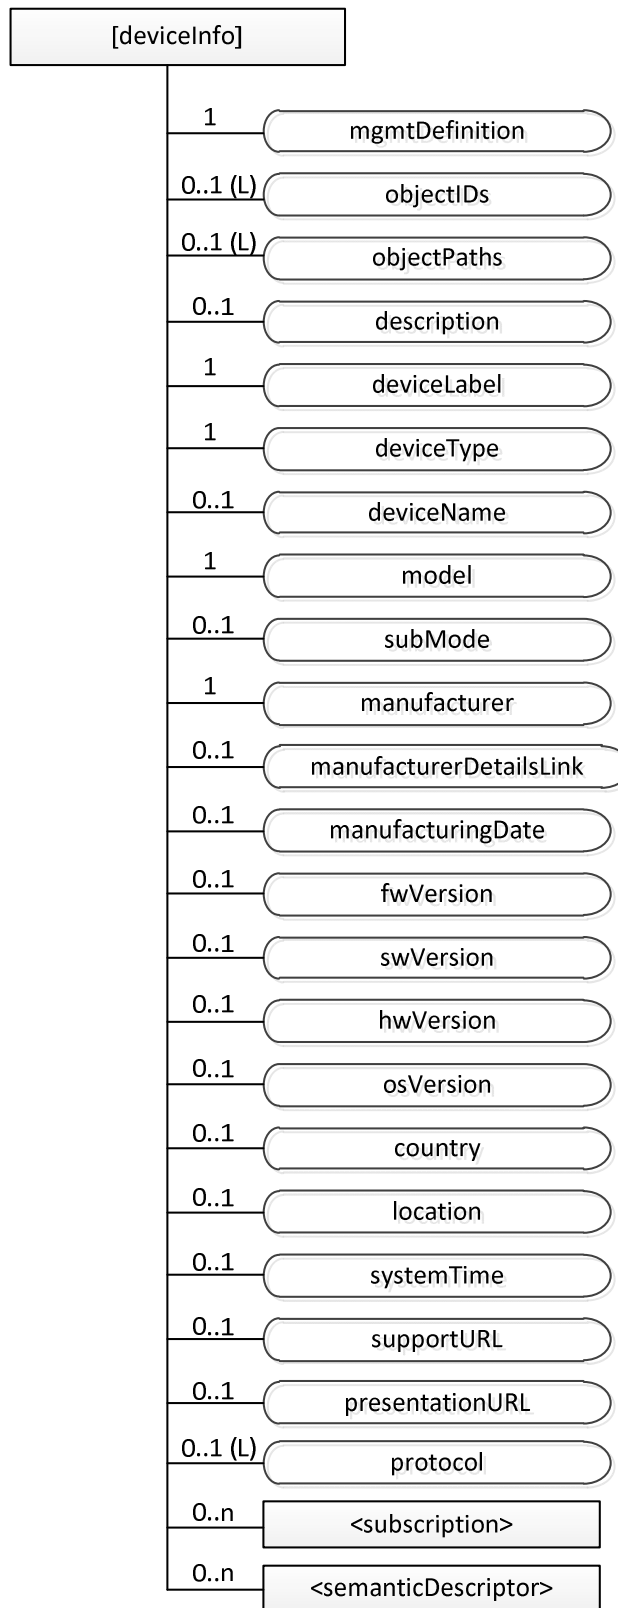 [deviceInfo]
1 mgmtDefinition
0..1 (L) objectIDs
0..1 (L) objectPaths
0..1 description
1 deviceLabel
1 deviceType
0..1 deviceName
1 model
0..1 subMode
1 manufacturer
0..1 manufacturerDetailsLink
0..1 manufacturingDate
0..1 fwVersion
0..1 swVersion
0..1 hwVersion
0..1 osVersion
0..1 country
0..1 location
0..1 systemTime
0..1 supportURL
0..1 presentationURL
0..1 (L) protocol
0..n <subscription>
0..n <semanticDescriptor>